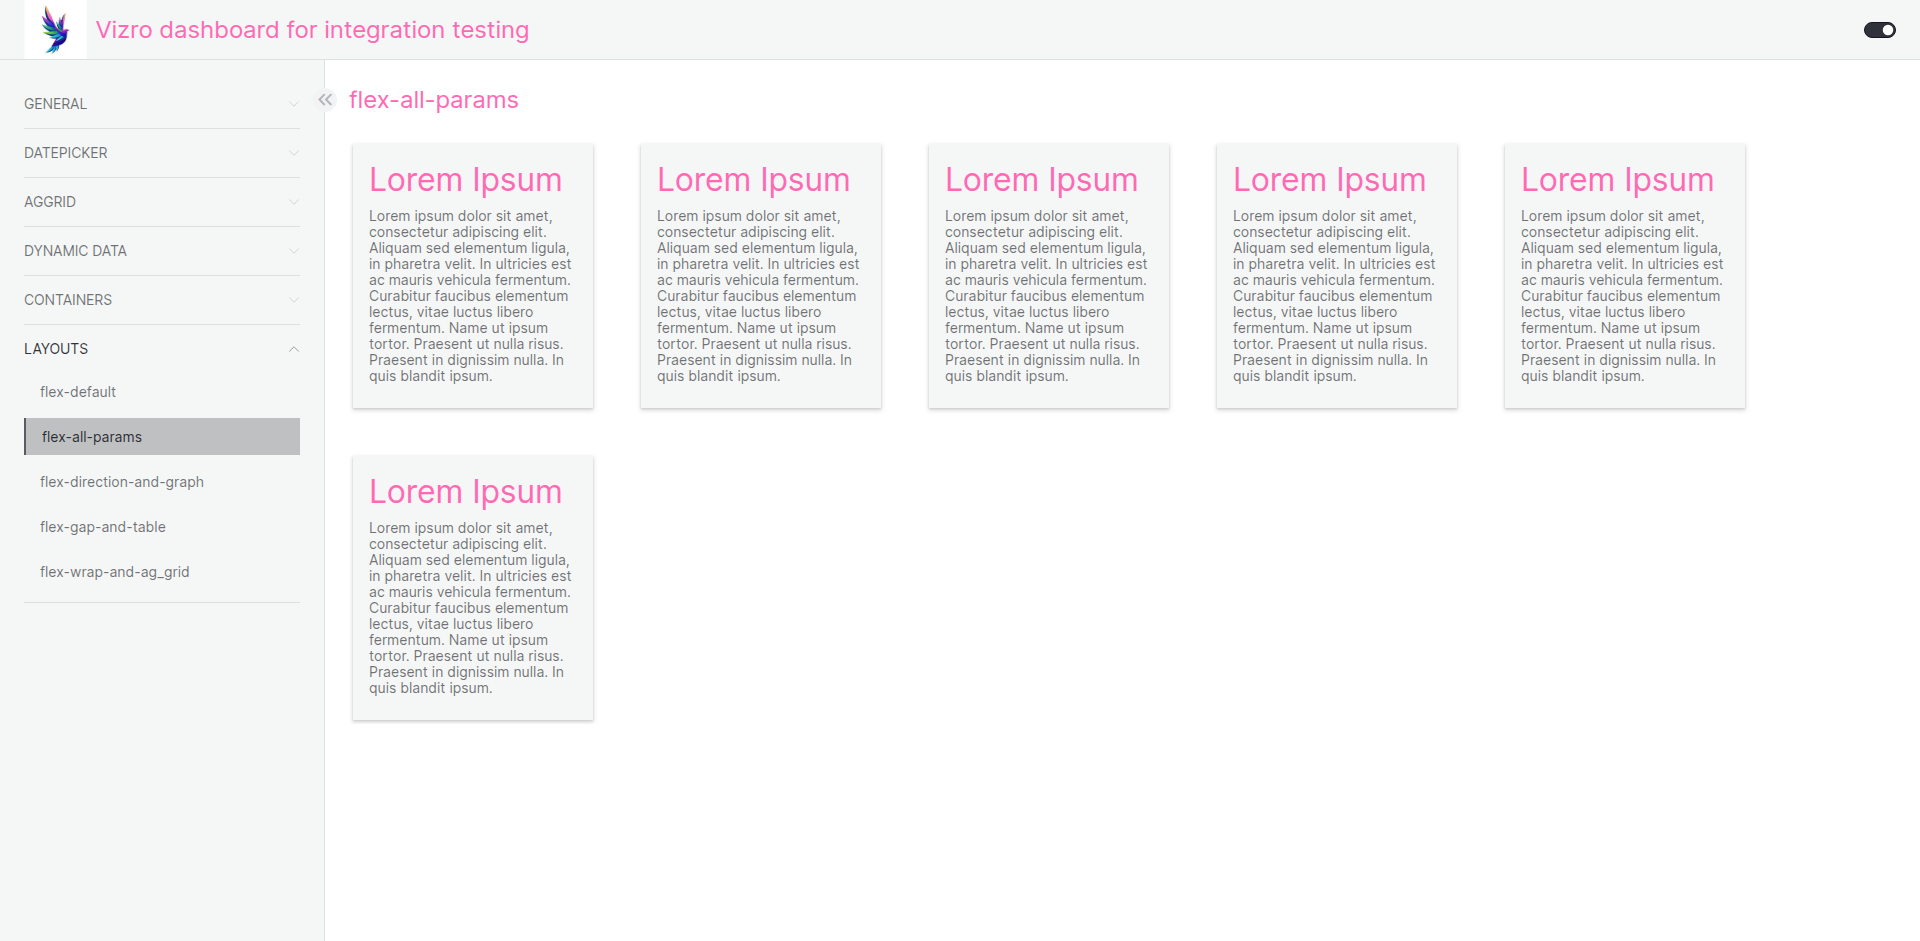 Vizro dashboard for integration testing
GENERAL
DATEPICKER
AGGRID
DYNAMIC DATA
CONTAINERS
LAYOUTS
flex-default
flex-all-params
flex-direction-and-graph
flex-gap-and-table
flex-wrap-and-ag_grid
flex-all-params
Lorem Ipsum
Lorem ipsum dolor sit amet,
consectetur adipiscing elit.
Aliquam sed elementum ligula,
in pharetra velit. In ultricies est
ac mauris vehicula fermentum.
Curabitur faucibus elementum
lectus, vitae luctus libero
fermentum. Name ut ipsum
tortor. Praesent ut nulla risus.
Praesent in dignissim nulla. In
quis blandit ipsum.
Lorem Ipsum
Lorem ipsum dolor sit amet,
consectetur adipiscing elit.
Aliquam sed elementum ligula,
in pharetra velit. In ultricies est
ac mauris vehicula fermentum.
Curabitur faucibus elementum
lectus, vitae luctus libero
fermentum. Name ut ipsum
tortor. Praesent ut nulla risus.
Praesent in dignissim nulla. In
quis blandit ipsum.
Lorem Ipsum
Lorem ipsum dolor sit amet,
consectetur adipiscing elit.
Aliquam sed elementum ligula,
in pharetra velit. In ultricies est
ac mauris vehicula fermentum.
Curabitur faucibus elementum
lectus, vitae luctus libero
fermentum. Name ut ipsum
tortor. Praesent ut nulla risus.
Praesent in dignissim nulla. In
quis blandit ipsum.
Lorem Ipsum
Lorem ipsum dolor sit amet,
consectetur adipiscing elit.
Aliquam sed elementum ligula,
in pharetra velit. In ultricies est
ac mauris vehicula fermentum.
Curabitur faucibus elementum
lectus, vitae luctus libero
fermentum. Name ut ipsum
tortor. Praesent ut nulla risus.
Praesent in dignissim nulla. In
quis blandit ipsum.
Lorem Ipsum
Lorem ipsum dolor sit amet,
consectetur adipiscing elit.
Aliquam sed elementum ligula,
in pharetra velit. In ultricies est
ac mauris vehicula fermentum.
Curabitur faucibus elementum
lectus, vitae luctus libero
fermentum. Name ut ipsum
tortor. Praesent ut nulla risus.
Praesent in dignissim nulla. In
quis blandit ipsum.
Lorem Ipsum
Lorem ipsum dolor sit amet,
consectetur adipiscing elit.
Aliquam sed elementum ligula,
in pharetra velit. In ultricies est
ac mauris vehicula fermentum.
Curabitur faucibus elementum
lectus, vitae luctus libero
fermentum. Name ut ipsum
tortor. Praesent ut nulla risus.
Praesent in dignissim nulla. In
quis blandit ipsum.